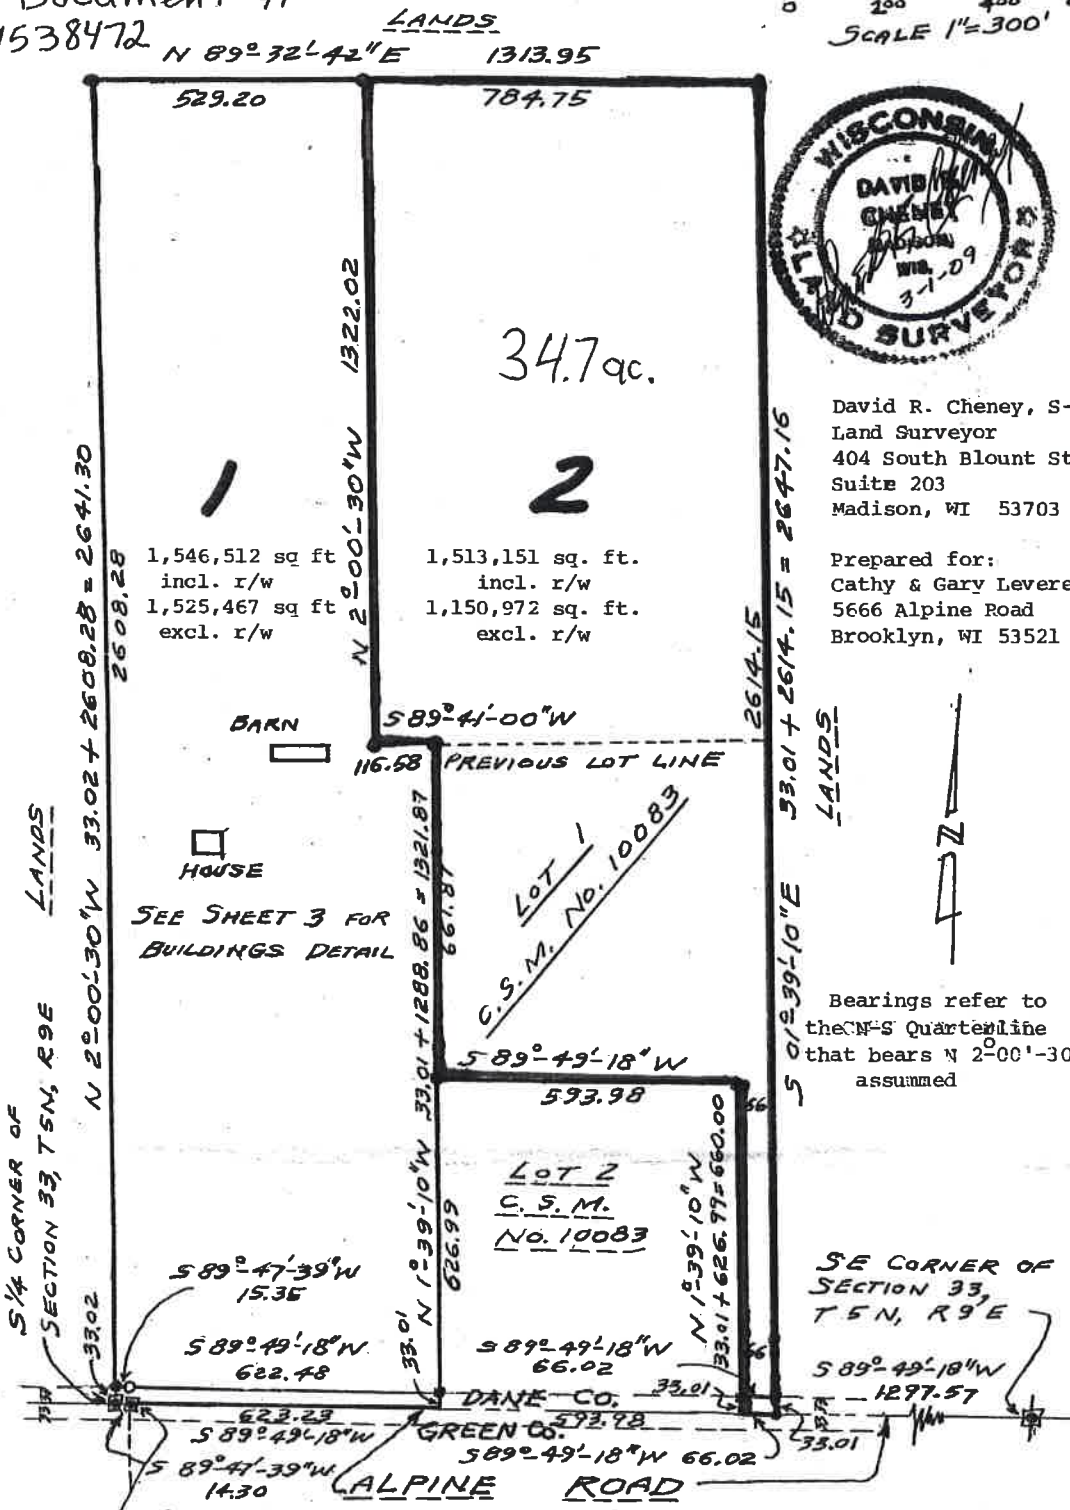 1538472
LANDS
0 200 400
SCALE 1"=300'
N 89°-32'-42"E 1313.95
529.20
784.75
WISCONSIN
LAND SURVEYOR
DAVID R.
CHENEY
MADISON
WIS.
3-1-09
N 2°-00'-30"W 1322.02
34.7 ac.
David R. Cheney, S-
Land Surveyor
404 South Blount St
Suite 203
Madison, WI 53703
Prepared for:
Cathy & Gary Levere
5666 Alpine Road
Brooklyn, WI 53521
1
1,546,512 sq ft
incl. r/w
1,525,467 sq ft
excl. r/w
2
1,513,151 sq. ft.
incl. r/w
1,150,972 sq. ft.
excl. r/w
N 2°-00'-30"W 33.02 + 2608.28 = 2641.30
2608.28
2614.15
S 01°-39'-10"E 33.01 + 2614.15 = 2647.16
LANDS
LANDS
BARN
S 89°-41'-00"W
116.58
PREVIOUS LOT LINE
HOUSE
SEE SHEET 3 FOR
BUILDINGS DETAIL
N 1°-39'-10"W 33.01 + 1288.86 = 1321.87
661.87
LOT 1
C.S.M. No. 10083
N
Bearings refer to
the N-S Quarterline
that bears N 2°-00'-30
assumed
S 89°-49'-18"W
593.98
66
LOT 2
C.S.M.
No. 10083
626.99
N 1°-39'-10"W
33.01 + 626.99 = 660.00
S 1/4 CORNER OF
SECTION 33, T5N, R9E
SE CORNER OF
SECTION 33,
T 5 N, R 9 E
S 89°-47'-39"W
15.35
33.02
S 89°-49'-18"W
622.48
33.01
S 89°-49'-18"W
66.02
66
33.01
S 89°-49'-18"W
1297.57
DANE CO.
GREEN CO.
623.23
S 89°-49'-18"W
593.98
S 89°-49'-18"W 66.02
33.01
S 89°-47'-39"W
14.30
ALPINE ROAD